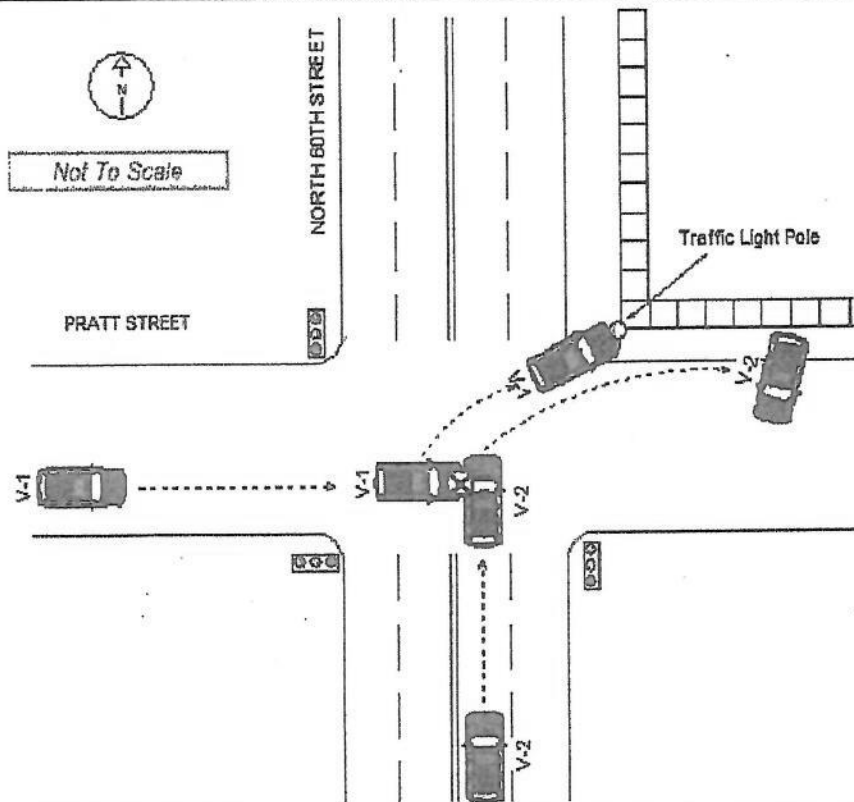 N
NORTH 60TH STREET
Not To Scale
Traffic Light Pole
PRATT STREET
V-1
V-2
V-1
V-1
V-2
V-2